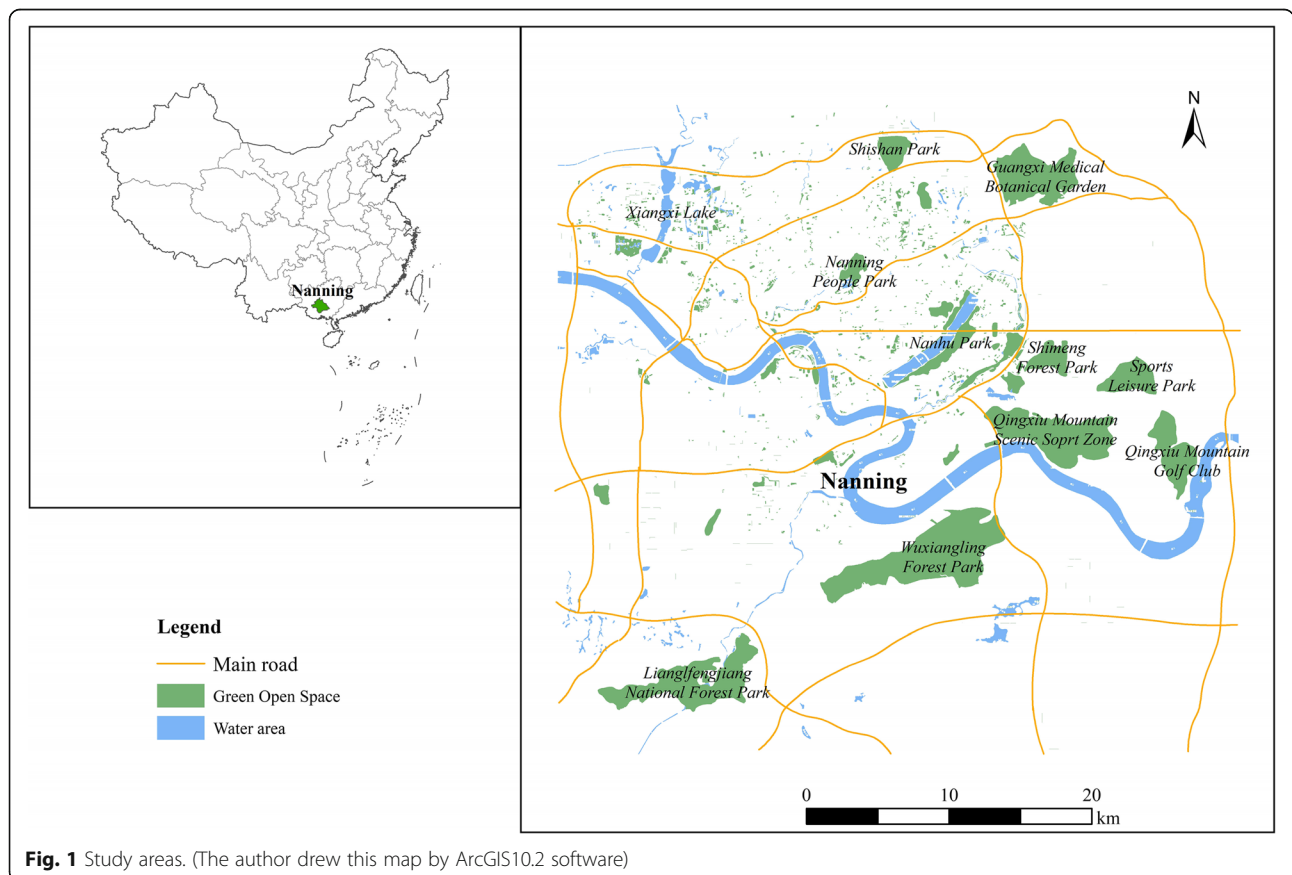 Nanning
Legend
Main road
Green Open Space
Water area
N
Shishan Park
Guangxi Medical
Botanical Garden
Xiangxi Lake
Nanning
People Park
Nanhu Park
Shimeng
Forest Park
Sports
Leisure Park
Qingxiu Mountain
Scenic Soprt Zone
Qingxiu Mountain
Golf Club
Nanning
Wuxiangling
Forest Park
Lianglfengjiang
National Forest Park
0 10 20
km
Fig. 1 Study areas. (The author drew this map by ArcGIS10.2 software)